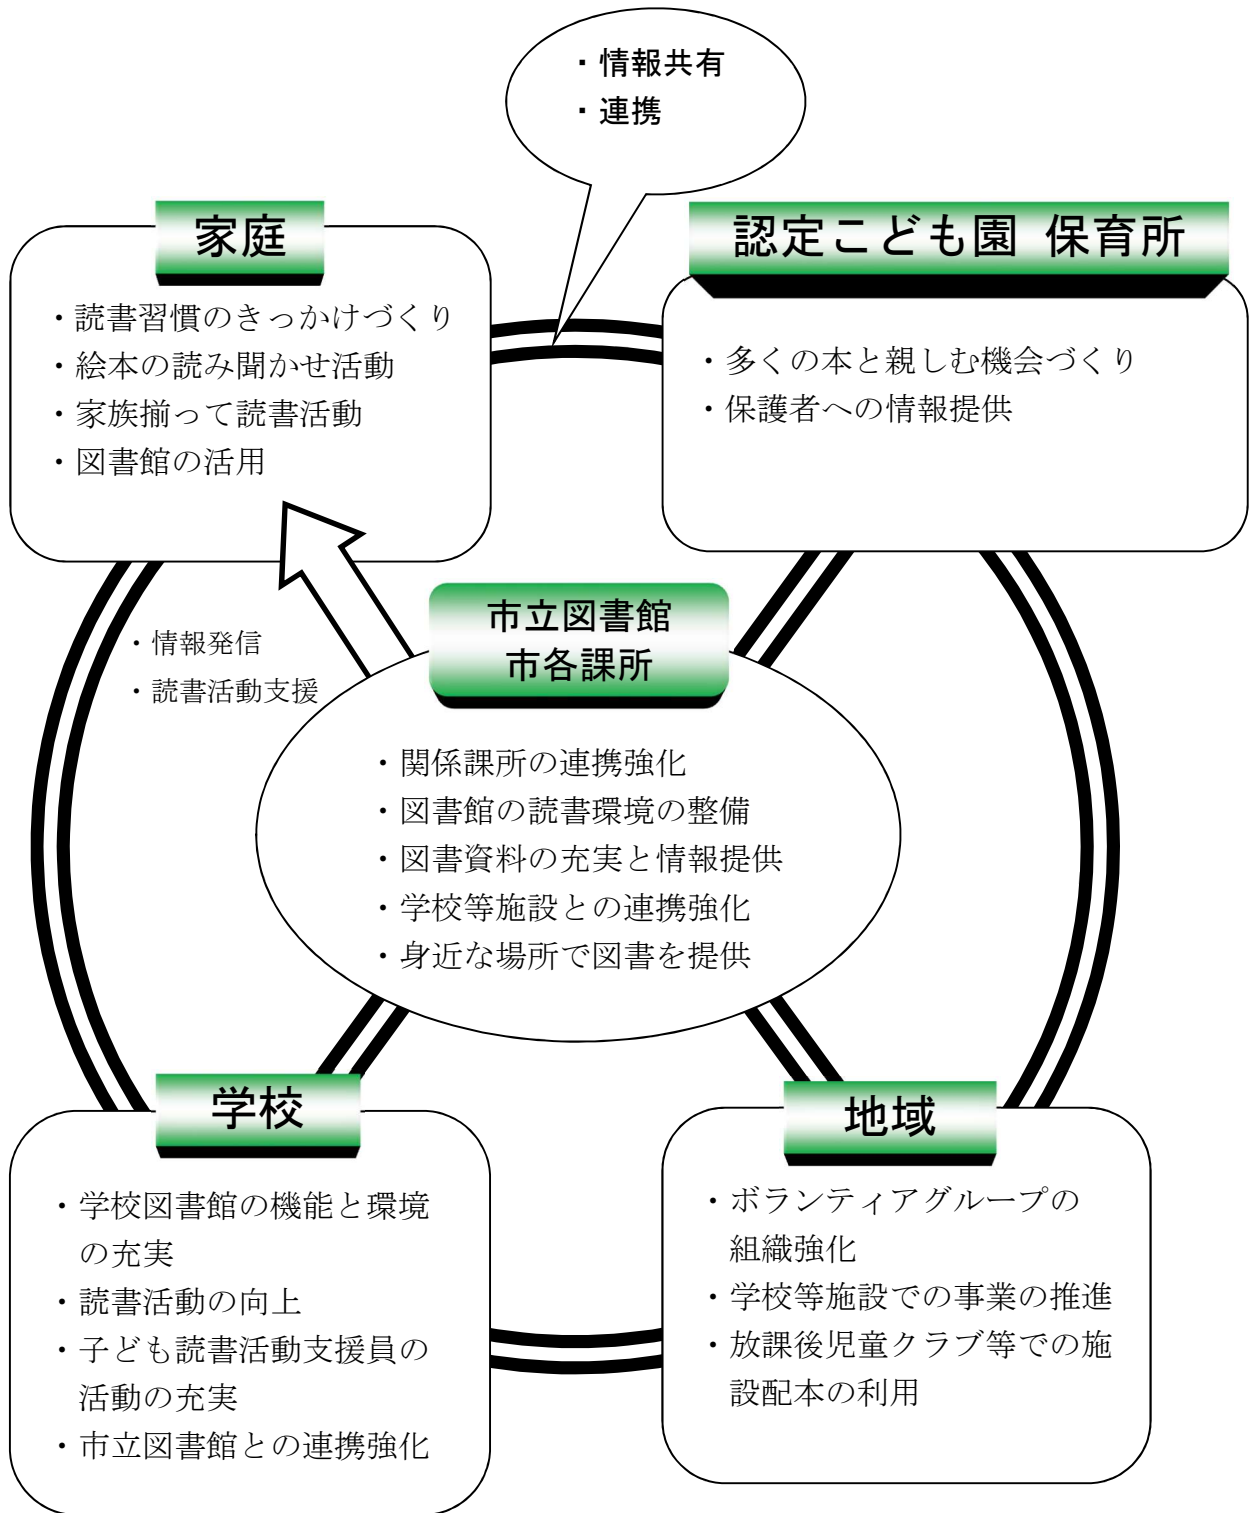 ・情報共有
・連携
家庭
・読書習慣のきっかけづくり
・絵本の読み聞かせ活動
・家族揃って読書活動
・図書館の活用
認定こども園 保育所
・多くの本と親しむ機会づくり
・保護者への情報提供
・情報発信
・読書活動支援
市立図書館
市各課所
・関係課所の連携強化
・図書館の読書環境の整備
・図書資料の充実と情報提供
・学校等施設との連携強化
・身近な場所で図書を提供
学校
・学校図書館の機能と環境
の充実
・読書活動の向上
・子ども読書活動支援員の
活動の充実
・市立図書館との連携強化
地域
・ボランティアグループの
組織強化
・学校等施設での事業の推進
・放課後児童クラブ等での施
設配本の利用